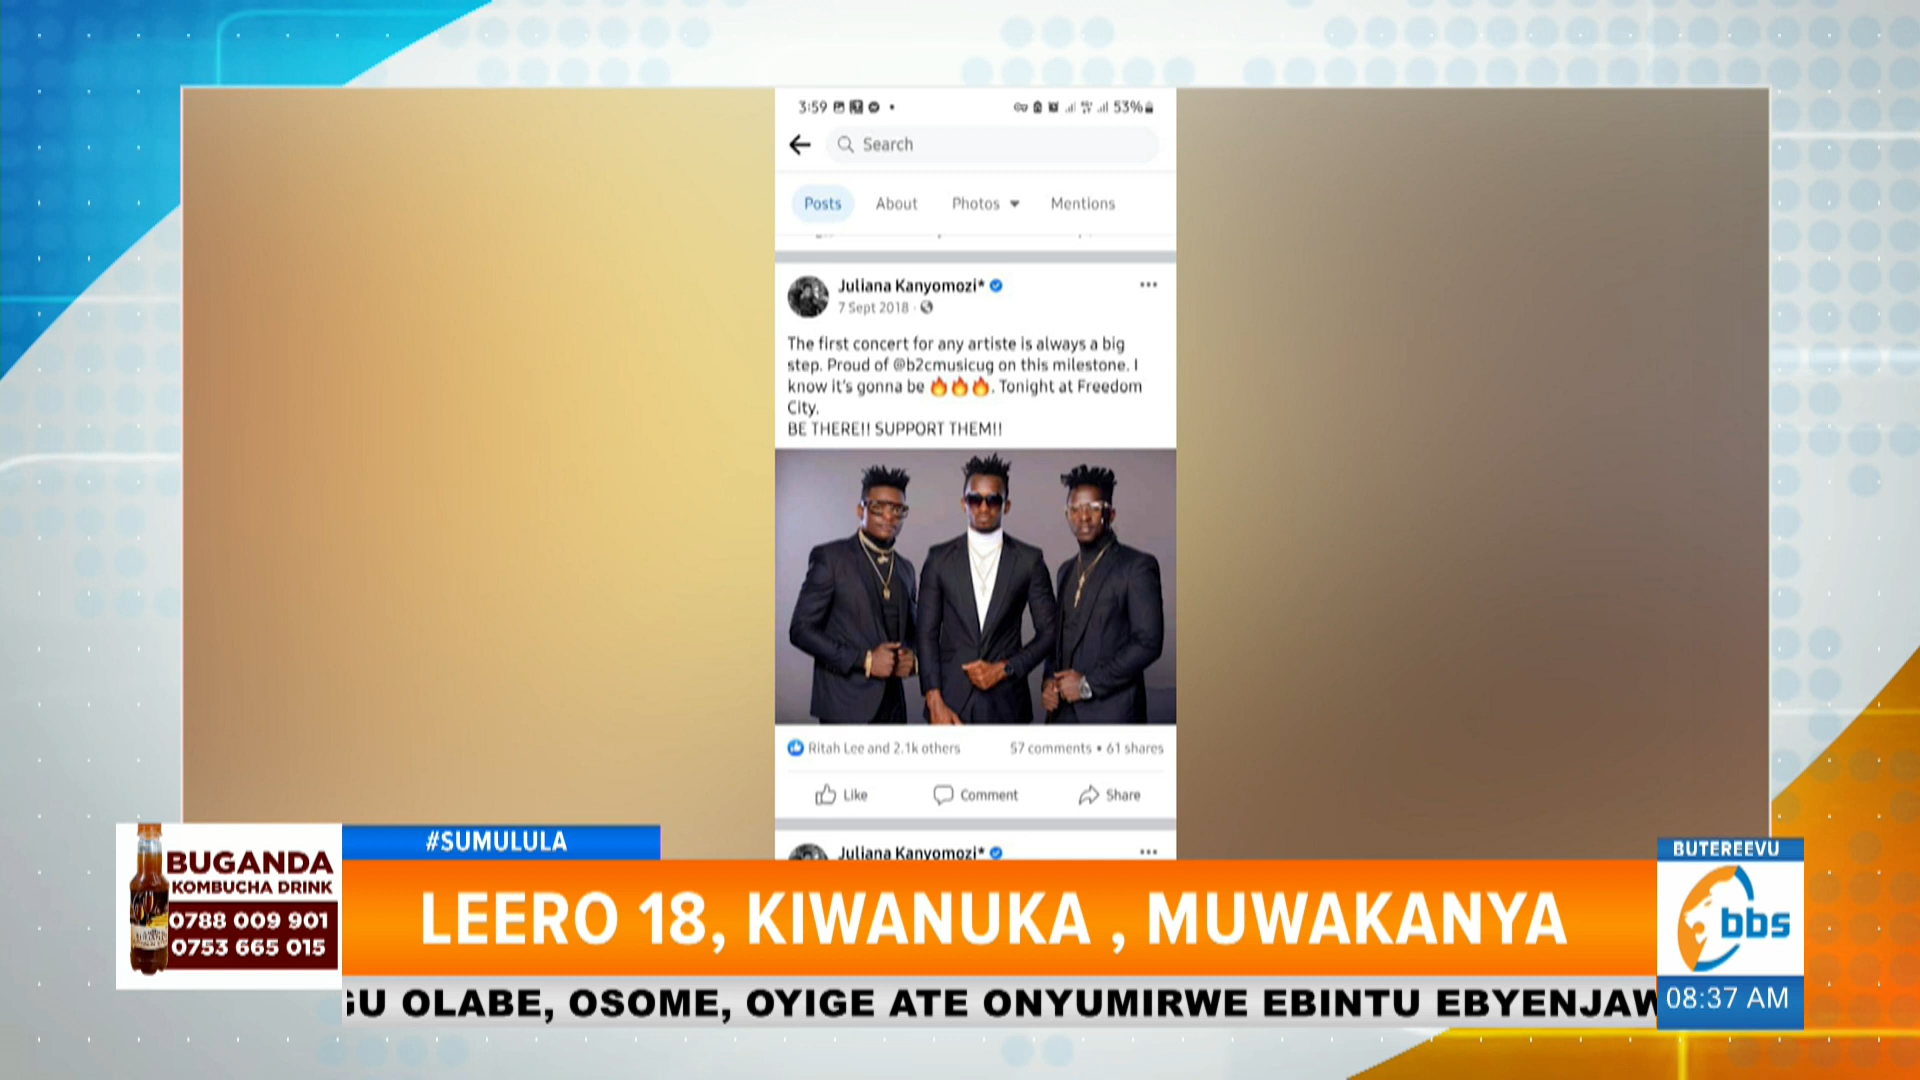 3:59
53%
Search
Posts About Photos Mentions
Juliana Kanyomozi*
7 Sept 2018
The first concert for any artiste is always a big
step. Proud of @b2cmusicug on this milestone. I
know it's gonna be 🔥🔥🔥. Tonight at Freedom
City.
BE THERE!! SUPPORT THEM!!
Ritah Lee and 2.1k others 57 comments • 61 shares
Like Comment Share
Juliana Kanyomozi*
BUGANDA
KOMBUCHA DRINK
0788 009 901
0753 665 015
#SUMULULA
LEERO 18, KIWANUKA , MUWAKANYA
OLABE, OSOME, OYIGE ATE ONYUMIRWE EBINTU
BUTEREEVU
bbs
08:37 AM